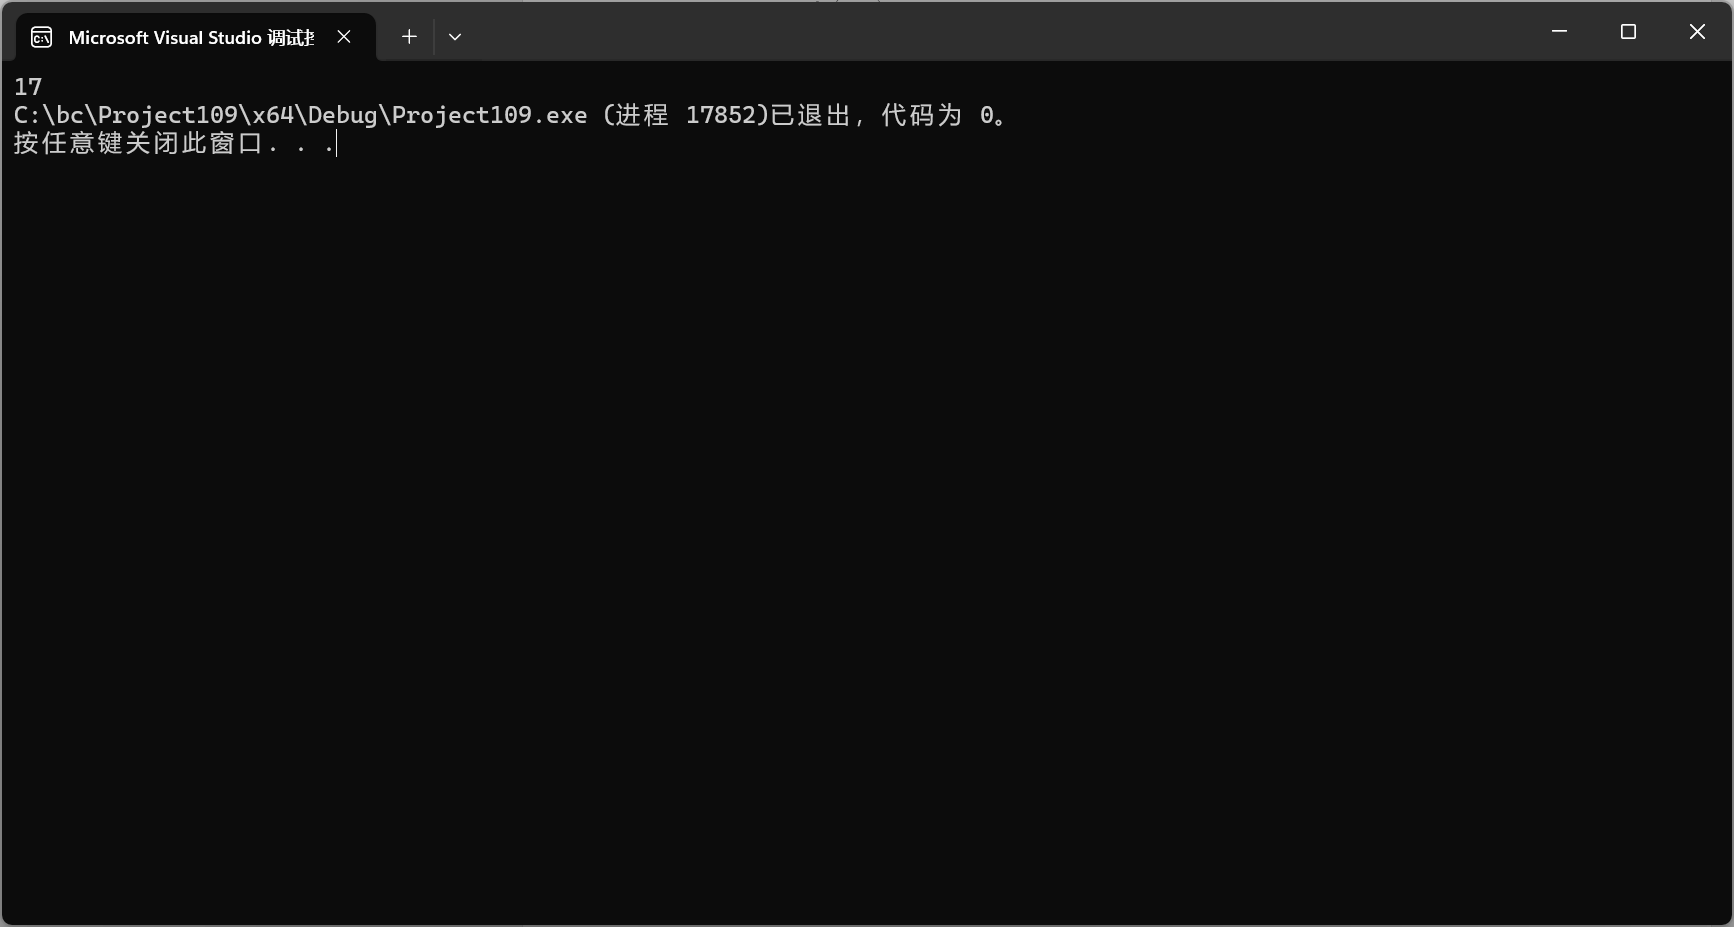 Microsoft Visual Studio 调试
17
C:\bc\Project109\x64\Debug\Project109.exe (进程 17852)已退出，代码为 0。
按任意键关闭此窗口. . .